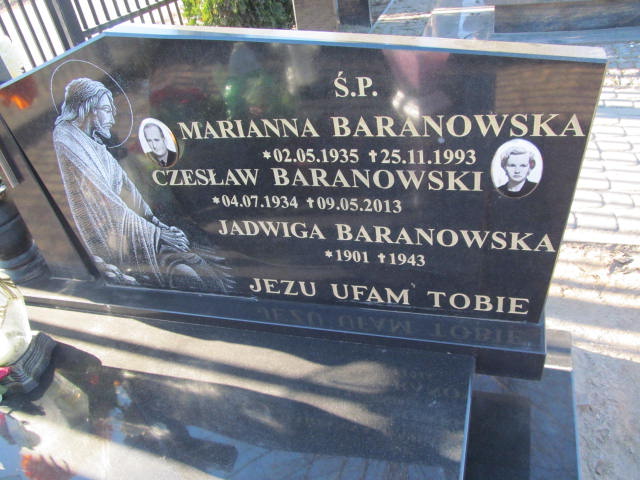 Ś.P.
MARIANNA BARANOWSKA
*02.05.1935 †25.11.1993
CZESŁAW BARANOWSKI
*04.07.1934 †09.05.2013
JADWIGA BARANOWSKA
*1901 †1943
JEZU UFAM TOBIE